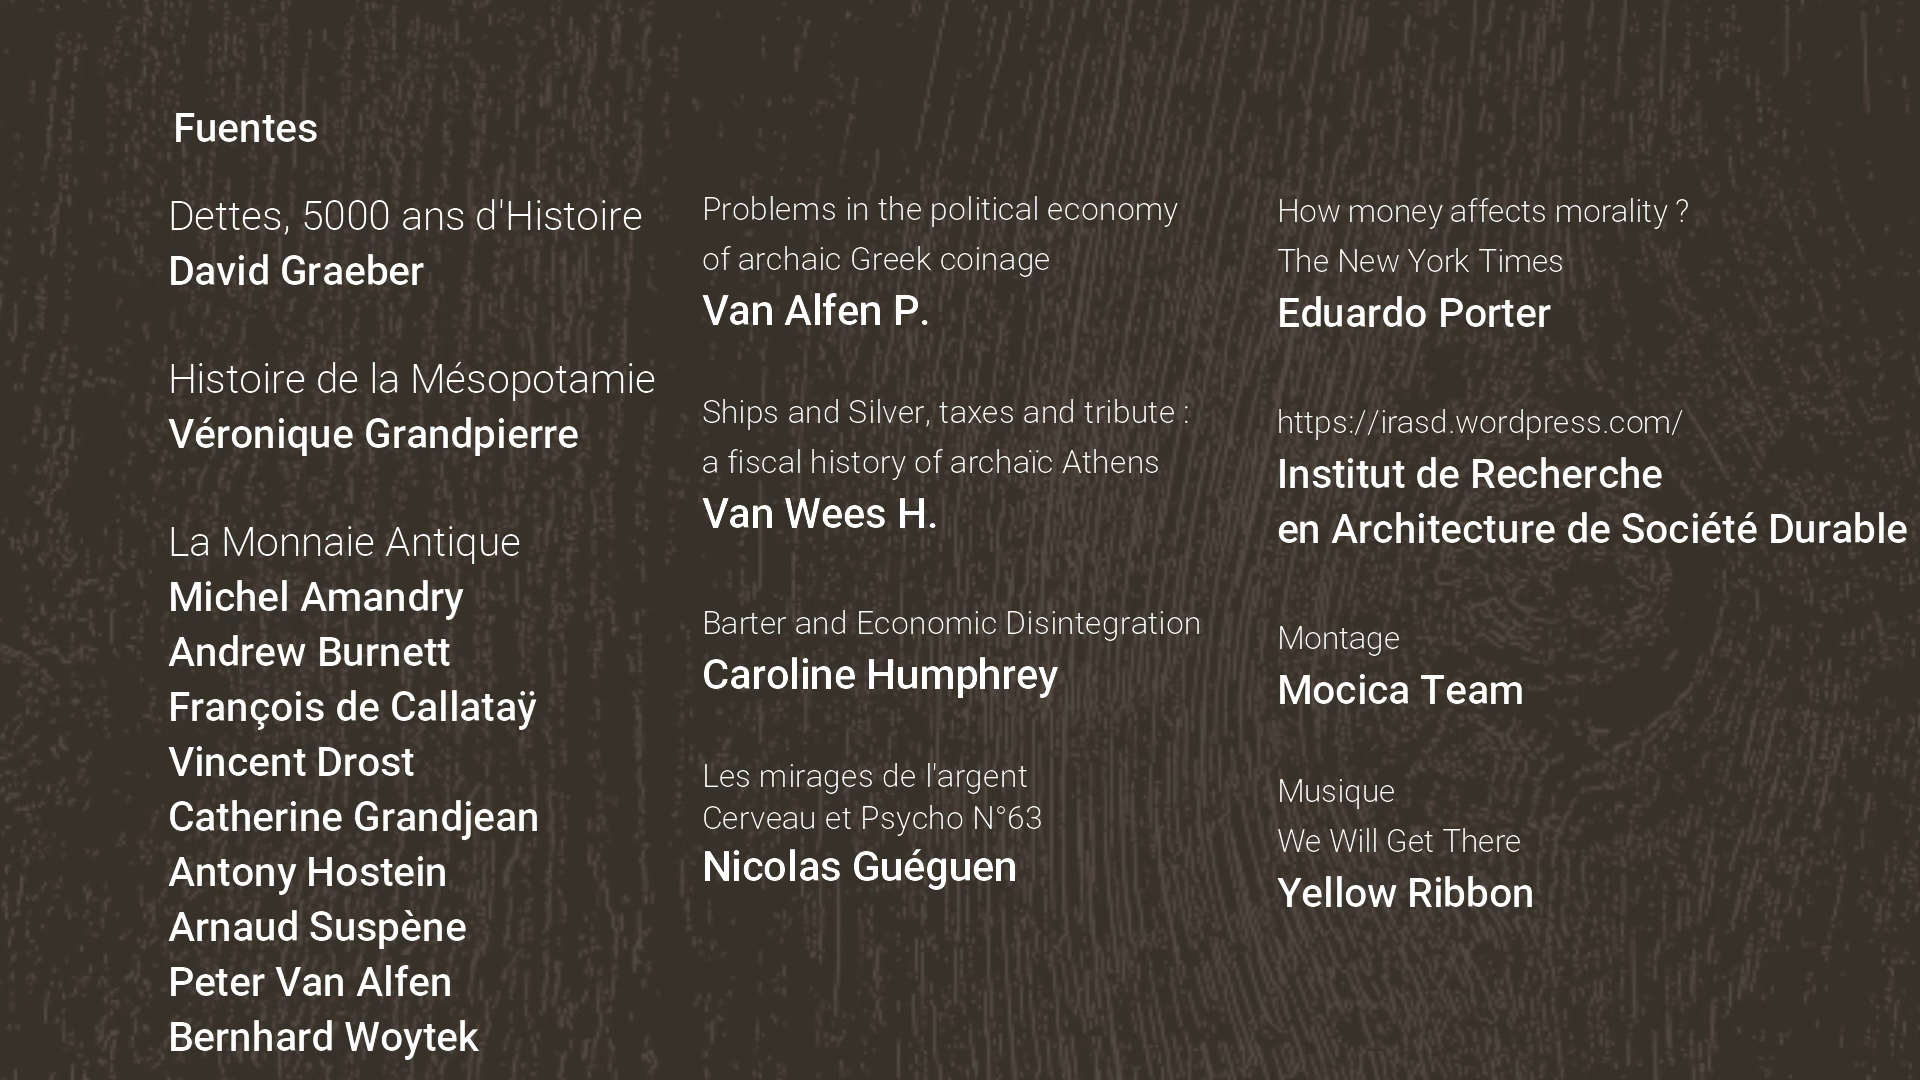 Fuentes
Dettes, 5000 ans d'Histoire
David Graeber
Histoire de la Mésopotamie
Véronique Grandpierre
La Monnaie Antique
Michel Amandry
Andrew Burnett
François de Callataÿ
Vincent Drost
Catherine Grandjean
Antony Hostein
Arnaud Suspène
Peter Van Alfen
Bernhard Woytek
Problems in the political economy
of archaic Greek coinage
Van Alfen P.
Ships and Silver, taxes and tribute :
a fiscal history of archaïc Athens
Van Wees H.
Barter and Economic Disintegration
Caroline Humphrey
Les mirages de l'argent
Cerveau et Psycho N°63
Nicolas Guéguen
How money affects morality ?
The New York Times
Eduardo Porter
https://irasd.wordpress.com/
Institut de Recherche
en Architecture de Société Durable
Montage
Mocica Team
Musique
We Will Get There
Yellow Ribbon